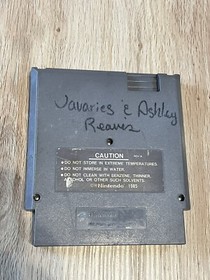 Javaries & Ashley
Reaves
CAUTION
•DO NOT STORE IN EXTREME TEMPERATURES.
•DO NOT IMMERSE IN WATER.
•DO NOT CLEAN WITH BENZENE, THINNER,
ALCOHOL OR OTHER SUCH SOLVENTS.
Nintendo 1985